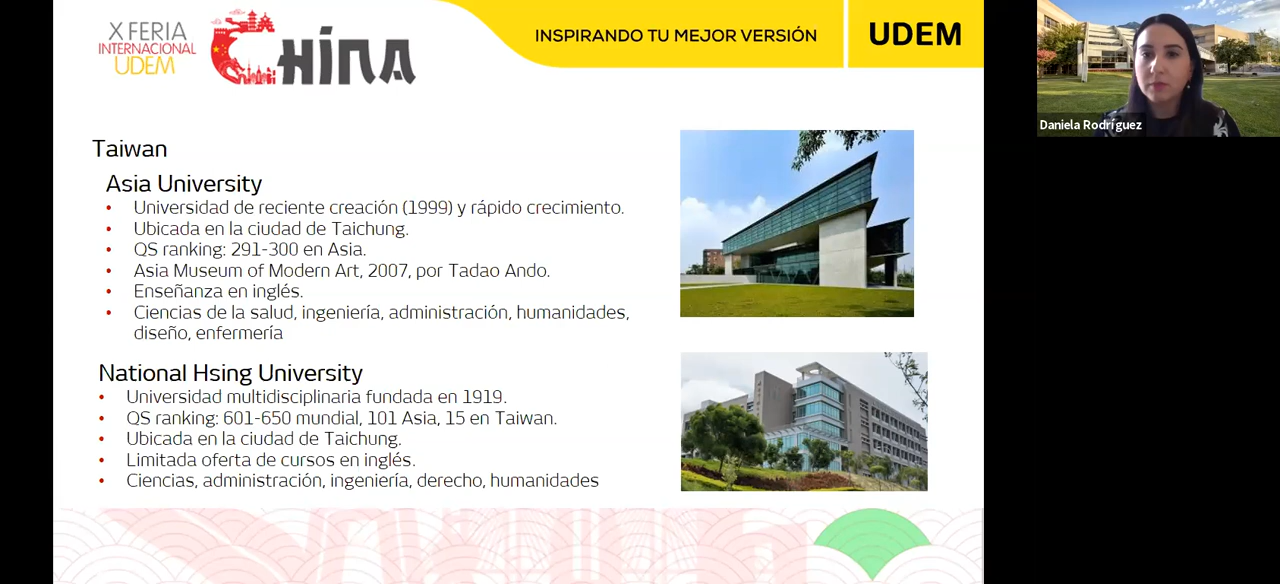 X FERIA
INTERNACIONAL
UDEM
CHINA
INSPIRANDO TU MEJOR VERSIÓN
UDEM
Daniela Rodríguez
Taiwan
Asia University
• Universidad de reciente creación (1999) y rápido crecimiento.
• Ubicada en la ciudad de Taichung.
• QS ranking: 291-300 en Asia.
• Asia Museum of Modern Art, 2007, por Tadao Ando.
• Enseñanza en inglés.
• Ciencias de la salud, ingeniería, administración, humanidades,
diseño, enfermería
National Hsing University
• Universidad multidisciplinaria fundada en 1919.
• QS ranking: 601-650 mundial, 101 Asia, 15 en Taiwan.
• Ubicada en la ciudad de Taichung.
• Limitada oferta de cursos en inglés.
• Ciencias, administración, ingeniería, derecho, humanidades